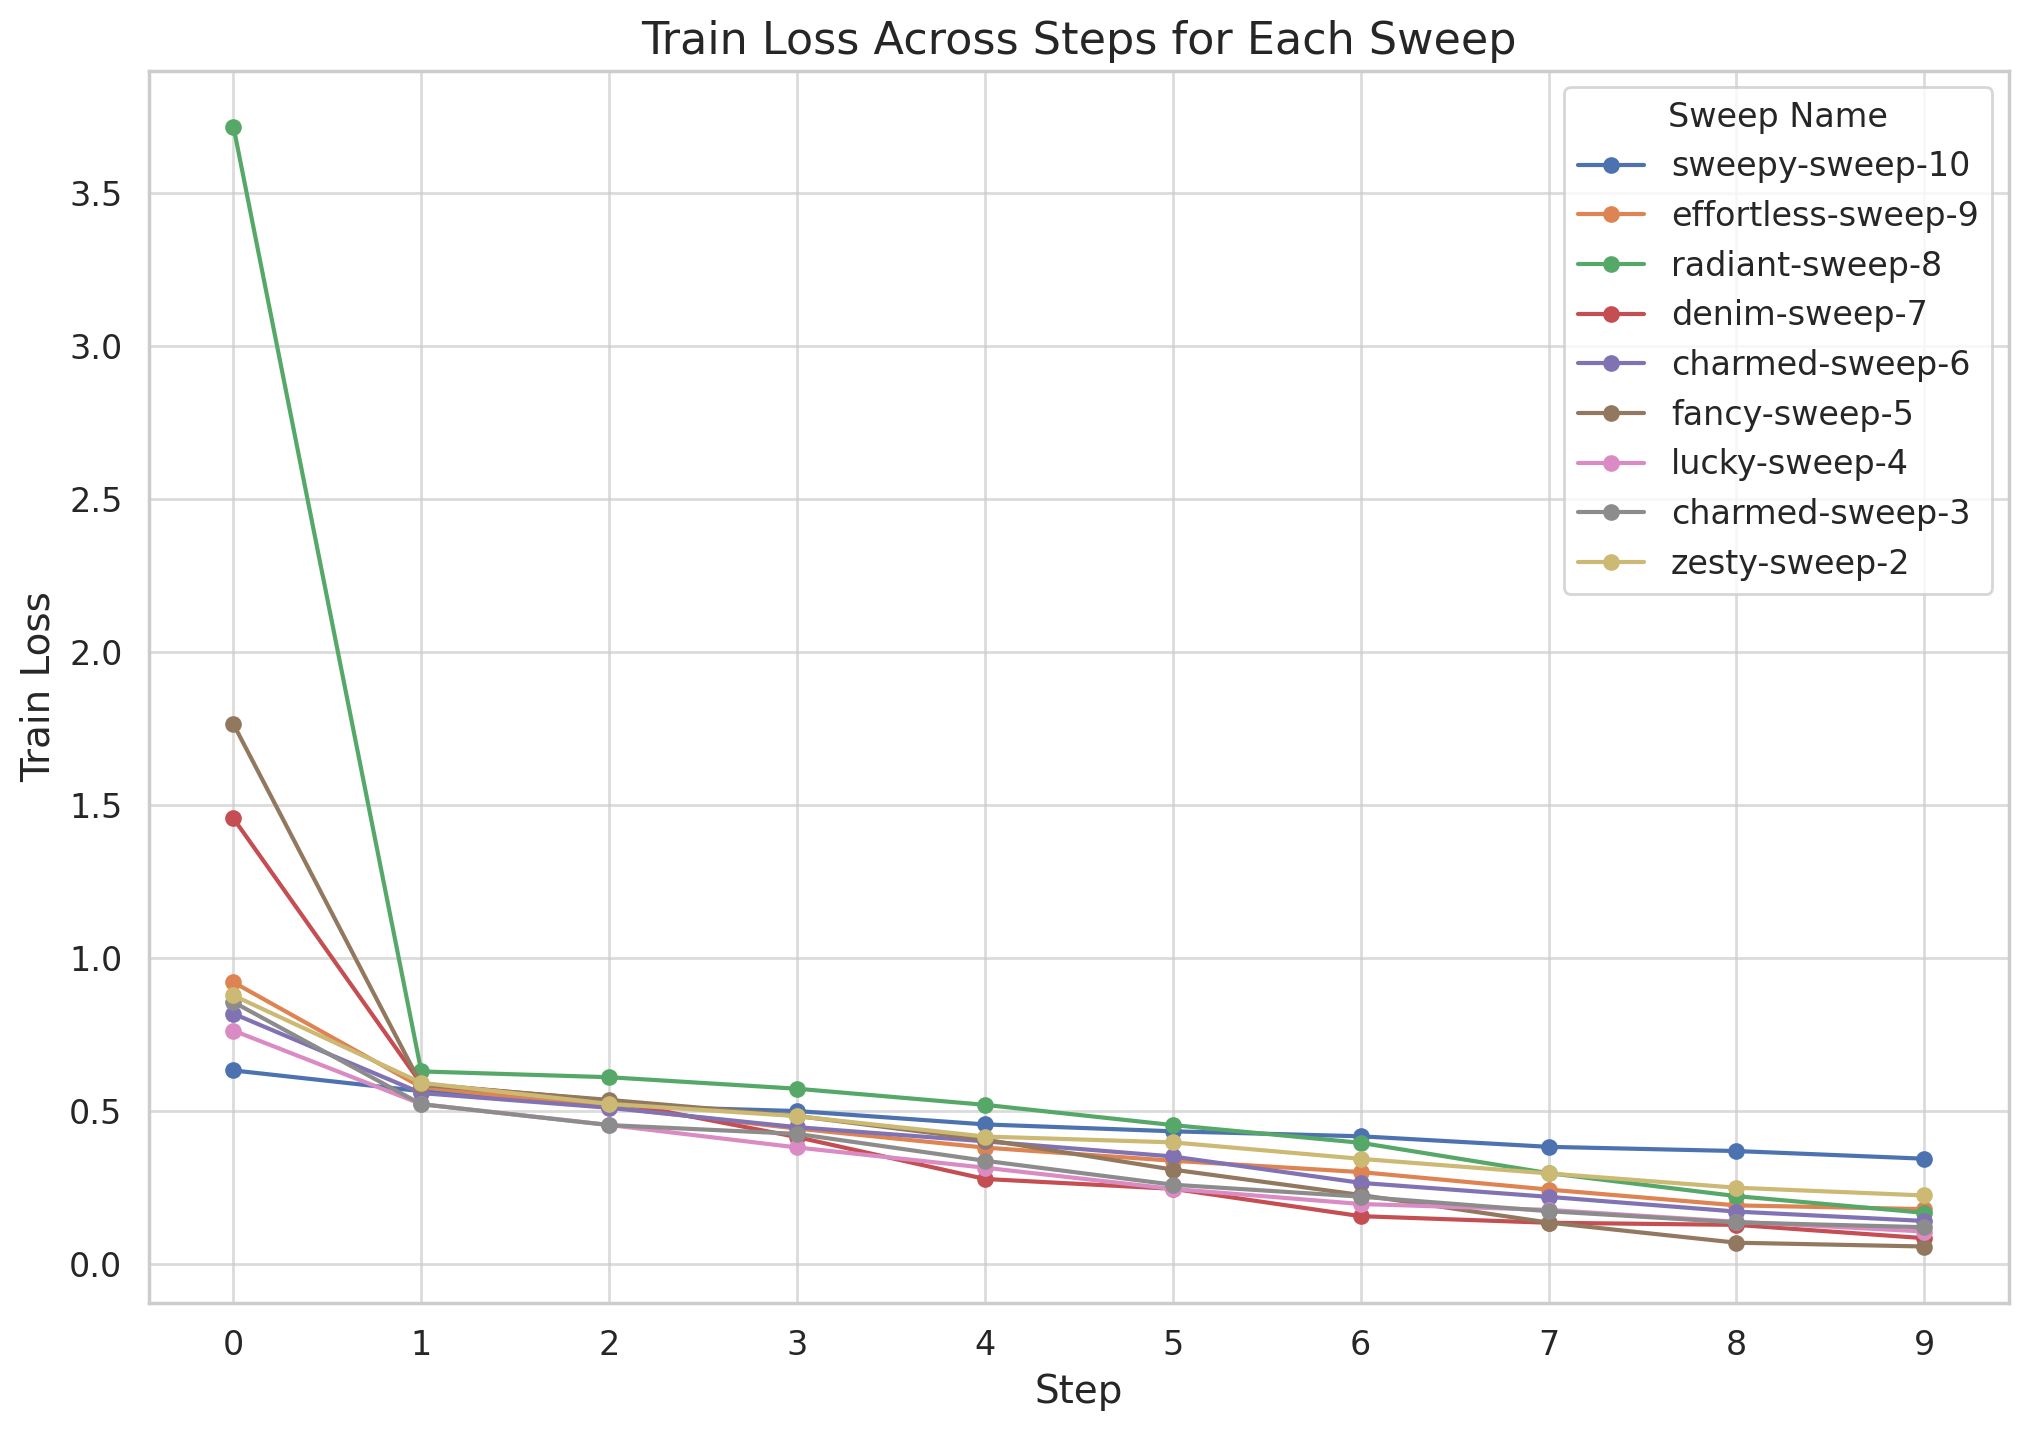 Train Loss Across Steps for Each Sweep
Sweep Name
sweepy-sweep-10
effortless-sweep-9
radiant-sweep-8
denim-sweep-7
charmed-sweep-6
fancy-sweep-5
lucky-sweep-4
charmed-sweep-3
zesty-sweep-2
Train Loss
3.5
3.0
2.5
2.0
1.5
1.0
0.5
0.0
0 1 2 3 4 5 6 7 8 9
Step